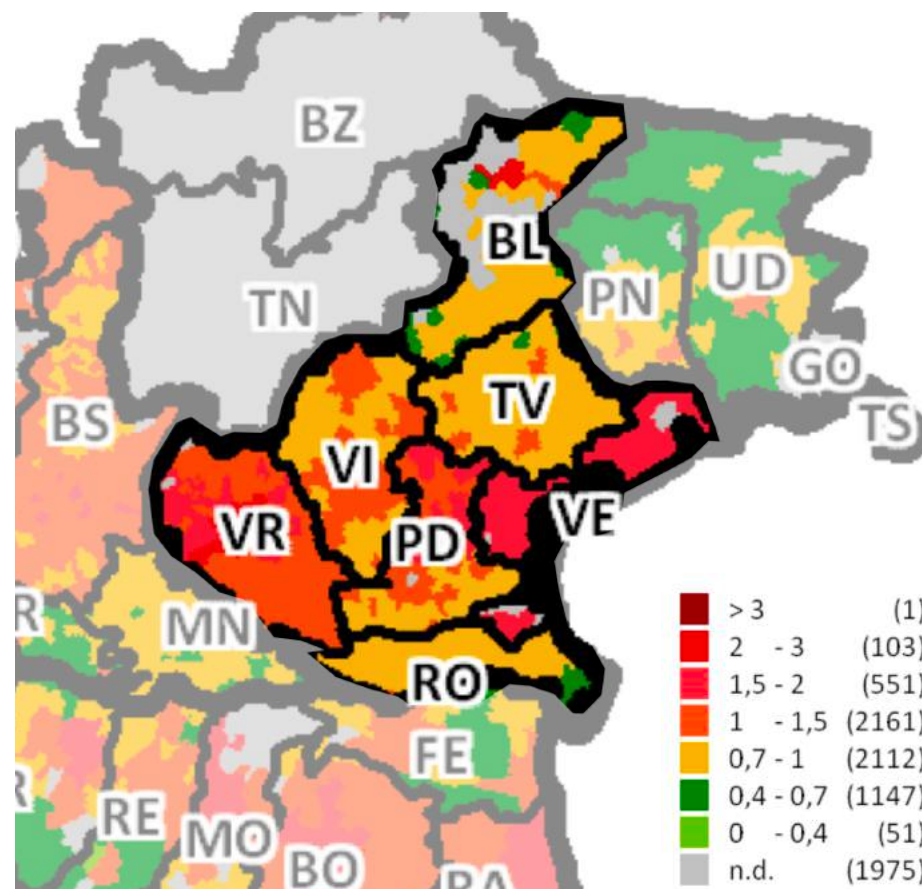 BZ
BL
TN
PN
UD
GO
TS
BS
TV
VI
VR
PD
VE
MN
R
RO
FE
R
RE
MO
BO
RA
> 3 (1)
2 - 3 (103)
1,5 - 2 (551)
1 - 1,5 (2161)
0,7 - 1 (2112)
0,4 - 0,7 (1147)
0 - 0,4 (51)
n.d. (1975)